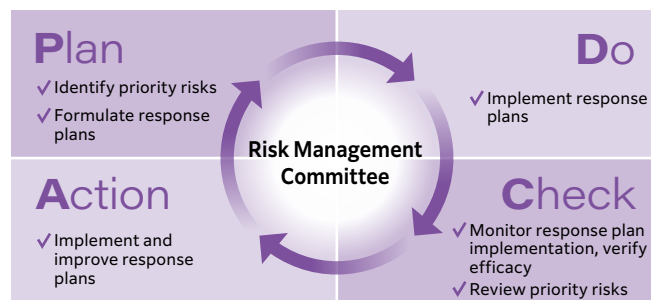 Plan
✓ Identify priority risks
✓ Formulate response
plans
Do
✓ Implement response
plans
Risk Management
Committee
Action
✓ Implement and
improve response
plans
Check
✓ Monitor response plan
implementation, verify
efficacy
✓ Review priority risks